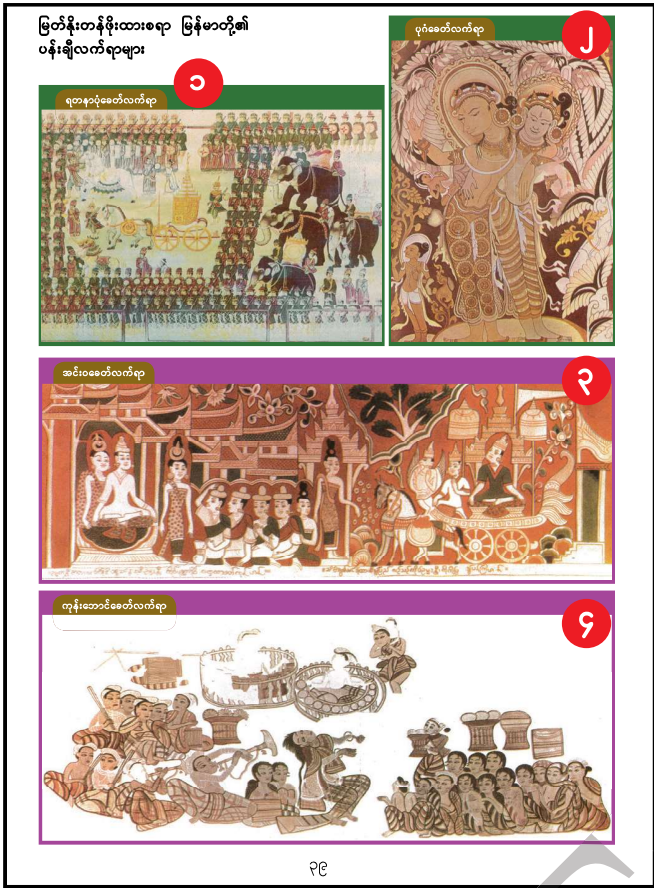 မြတ်နိုးတန်ဖိုးထားစရာ မြန်မာတို့၏
ပန်းချီလက်ရာများ
၁
ရတနာပုံခေတ်လက်ရာ
၂
ပုဂံခေတ်လက်ရာ
၃
အင်းဝခေတ်လက်ရာ
၄
ကုန်းဘောင်ခေတ်လက်ရာ
၃၉